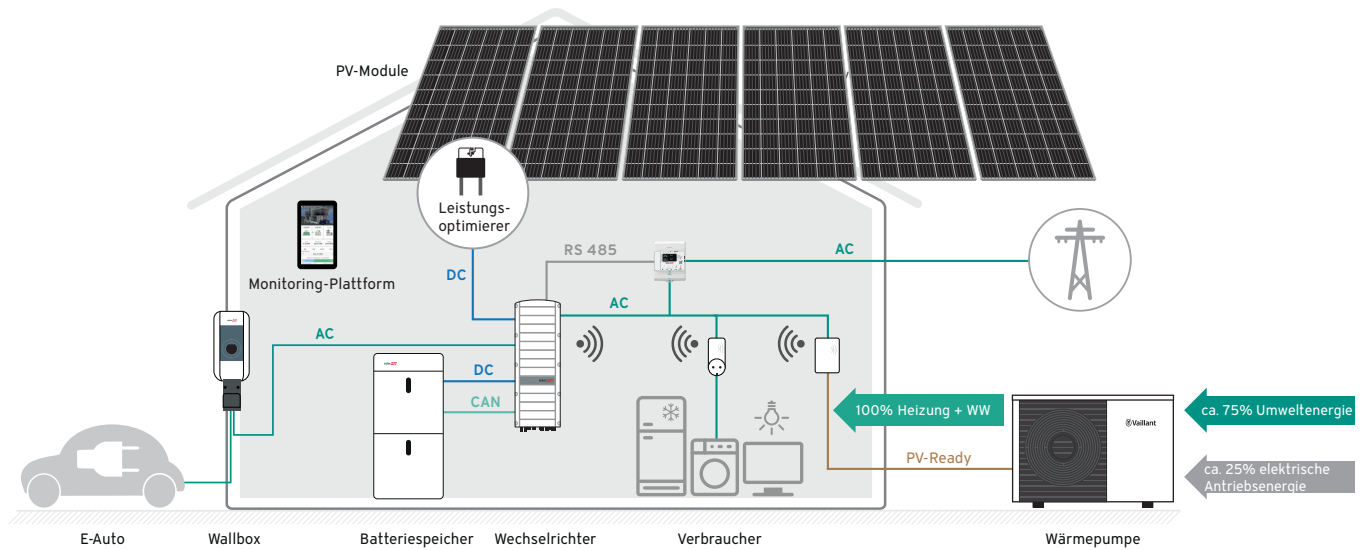 PV-Module
Leistungs-
optimierer
Monitoring-Plattform
RS 485
AC
DC
AC
AC
DC
CAN
100% Heizung + WW
ca. 75% Umweltenergie
Vaillant
PV-Ready
ca. 25% elektrische
Antriebsenergie
E-Auto
Wallbox
Batteriespeicher
Wechselrichter
Verbraucher
Wärmepumpe